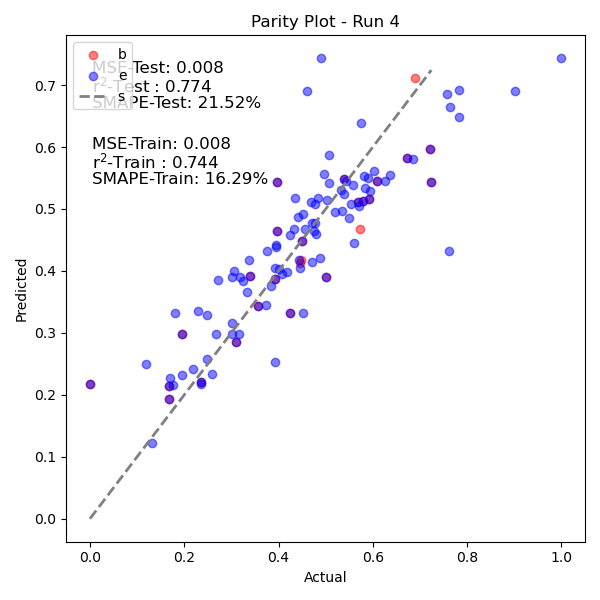 Parity Plot - Run 4
b
e
s
MSE-Test: 0.008
r²-Test : 0.774
SMAPE-Test: 21.52%
MSE-Train: 0.008
r²-Train : 0.744
SMAPE-Train: 16.29%
Predicted
0.7
0.6
0.5
0.4
0.3
0.2
0.1
0.0
0.0 0.2 0.4 0.6 0.8 1.0
Actual